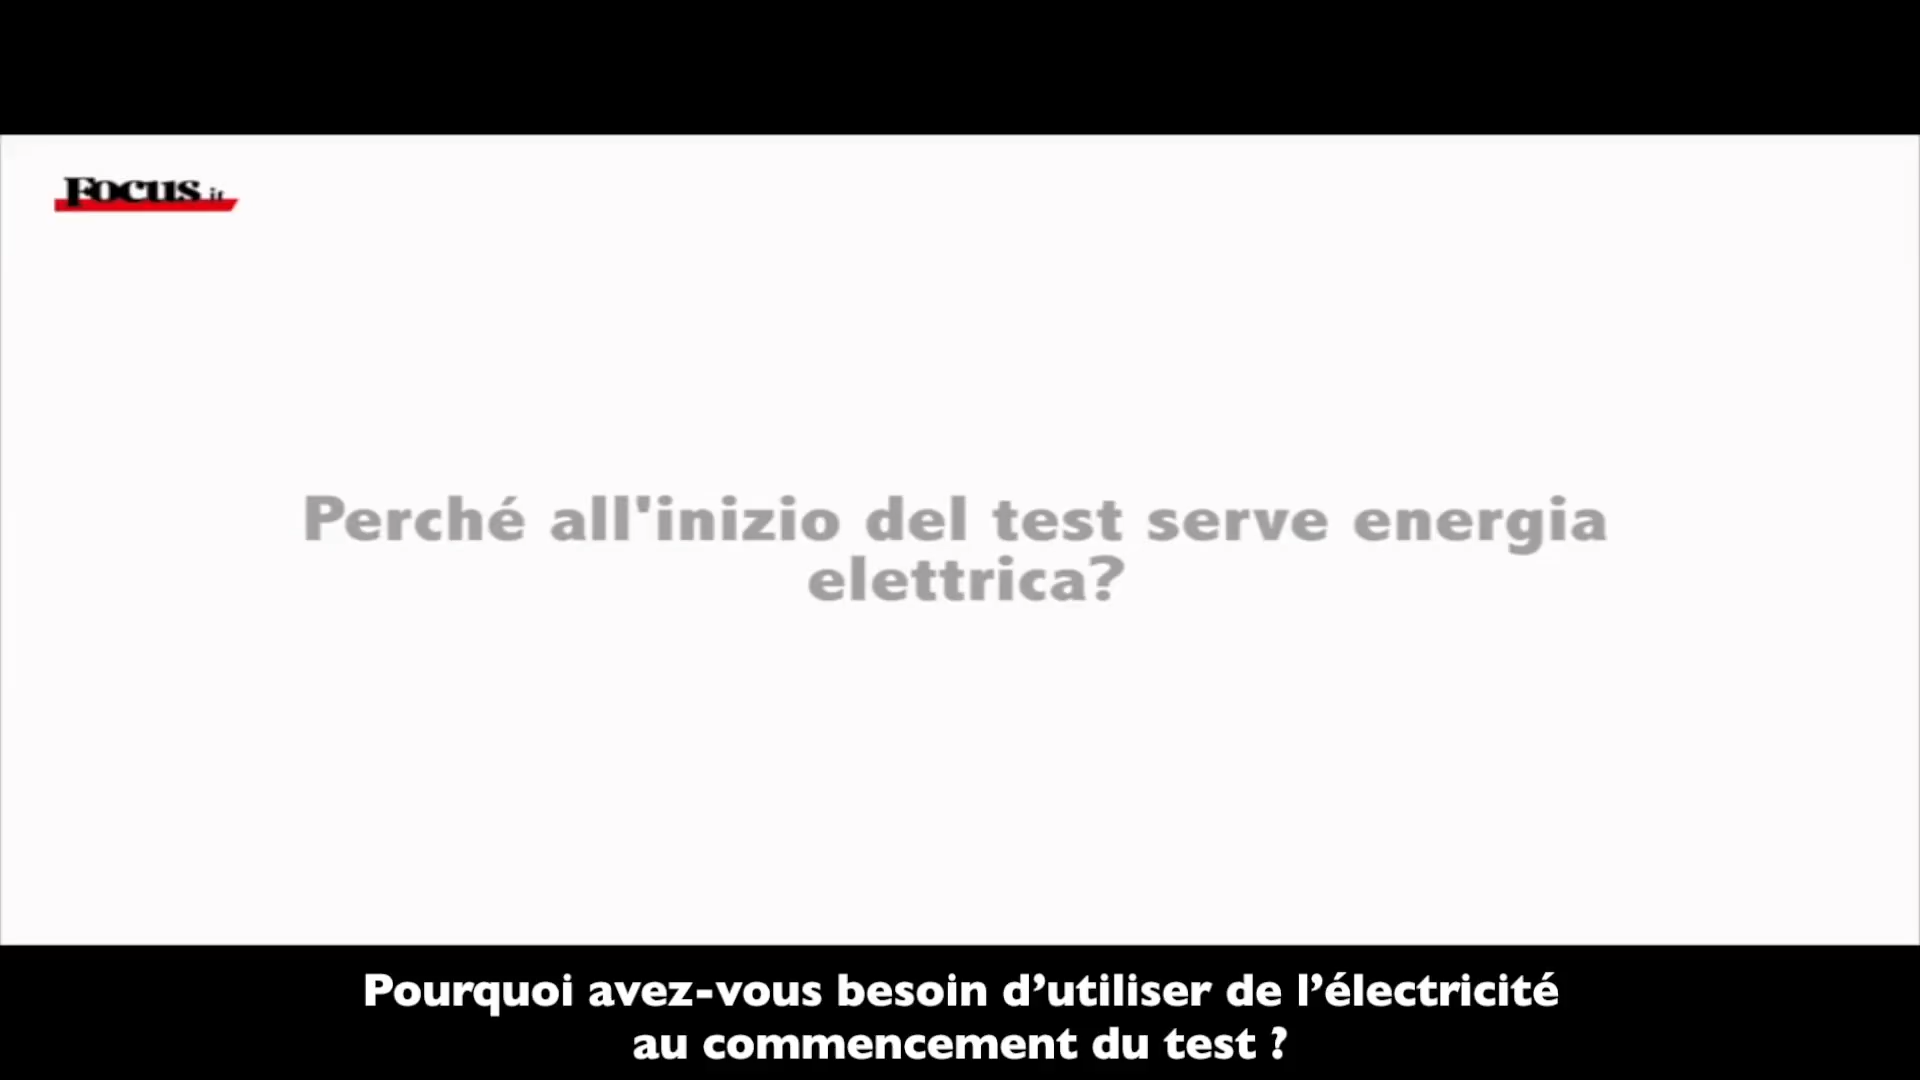 Focus.it
Perché all'inizio del test serve energia
elettrica?
Pourquoi avez-vous besoin d’utiliser de l’électricité
au commencement du test ?